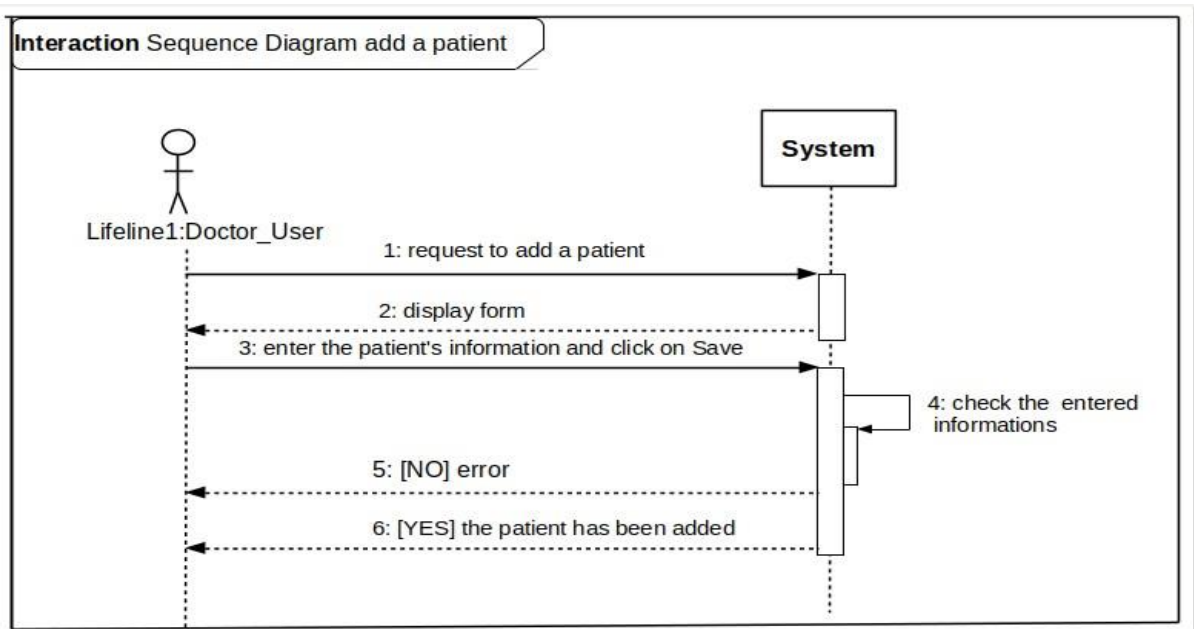 Interaction Sequence Diagram add a patient
System
Lifeline1:Doctor_User
1: request to add a patient
2: display form
3: enter the patient's information and click on Save
4: check the entered
informations
5: [NO] error
6: [YES] the patient has been added